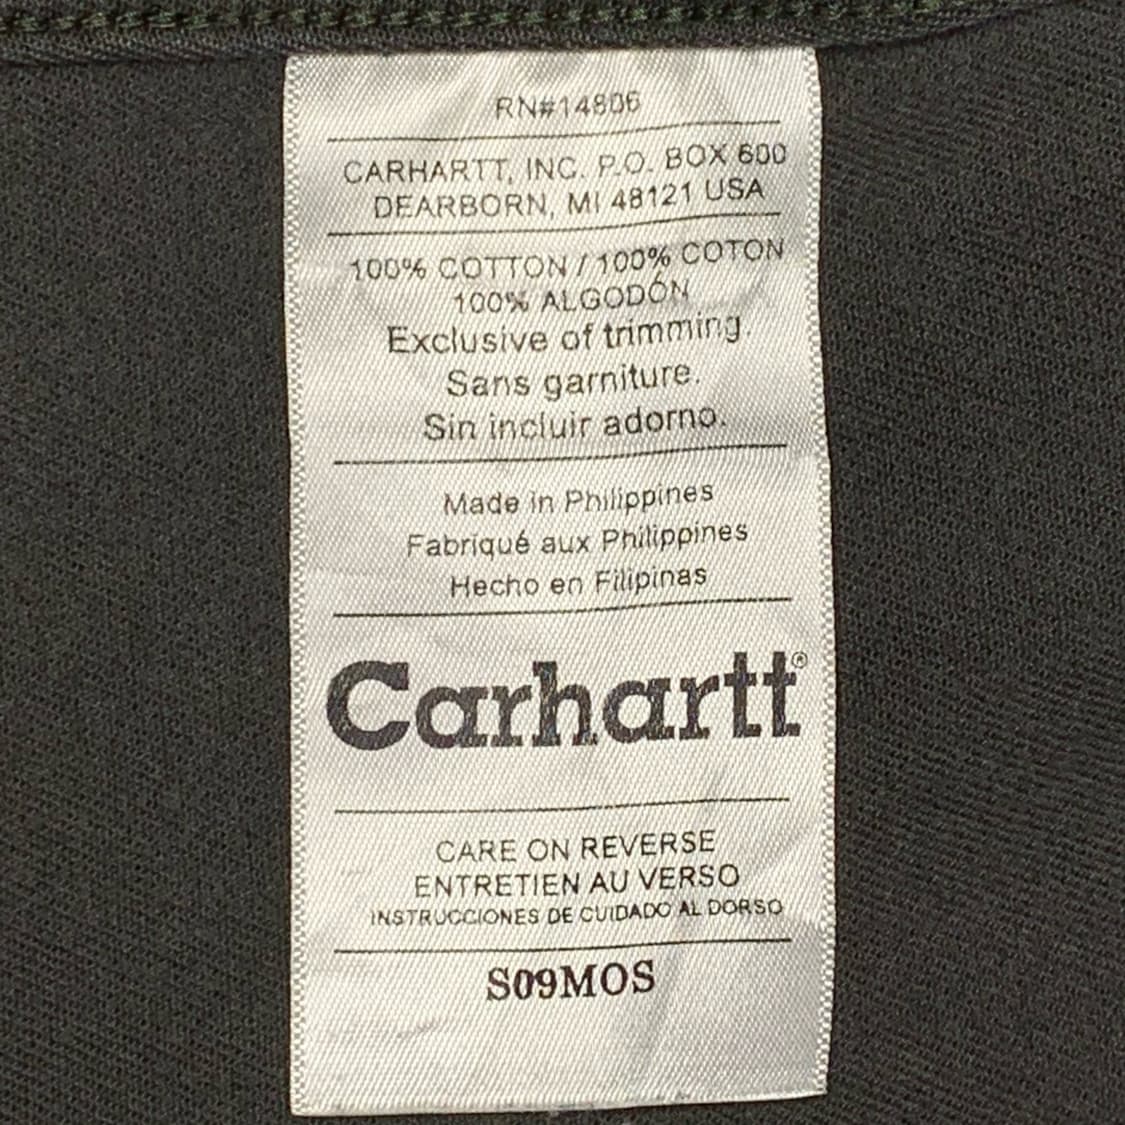 RN#14806
CARHARTT, INC. P.O. BOX 600
DEARBORN, MI 48121 USA
100% COTTON / 100% COTON
100% ALGODÓN
Exclusive of trimming.
Sans garniture.
Sin incluir adorno.
Made in Philippines
Fabriqué aux Philippines
Hecho en Filipinas
Carhartt®
CARE ON REVERSE
ENTRETIEN AU VERSO
INSTRUCCIONES DE CUIDADO AL DORSO
S09MOS